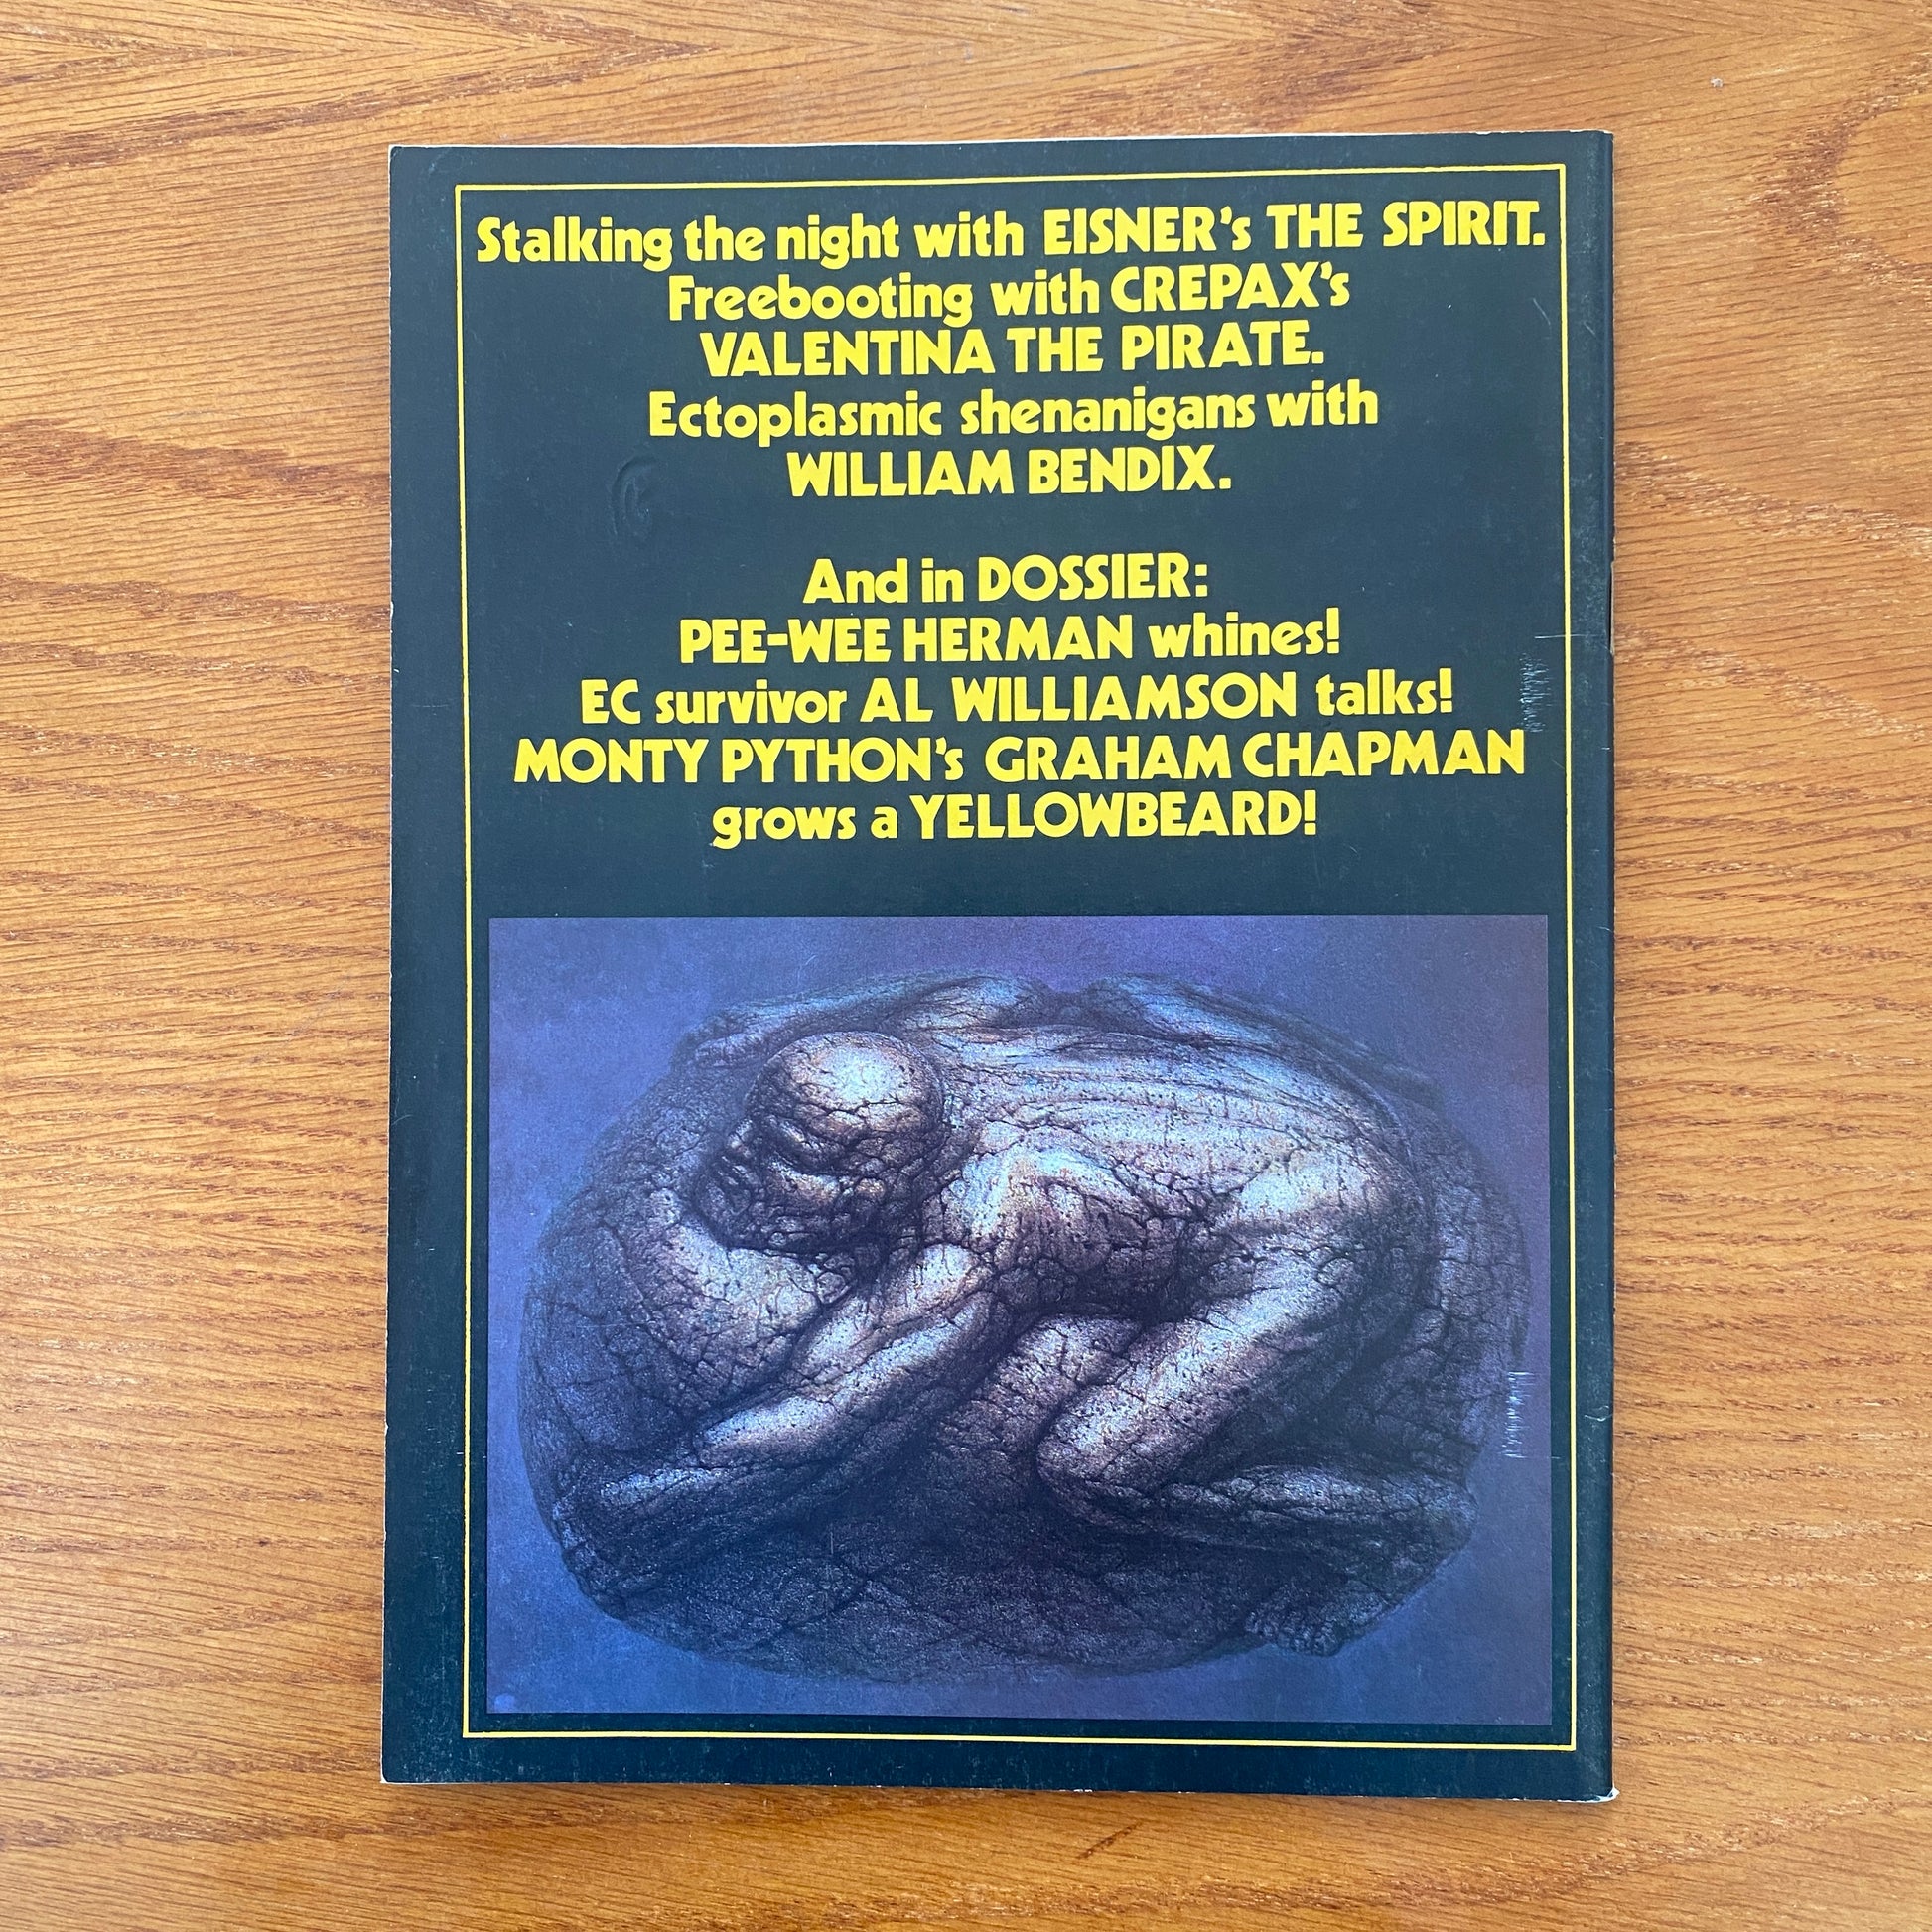 Stalking the night with EISNER's THE SPIRIT.
Freebooting with CREPAX's
VALENTINA THE PIRATE.
Ectoplasmic shenanigans with
WILLIAM BENDIX.
And in DOSSIER:
PEE-WEE HERMAN whines!
EC survivor AL WILLIAMSON talks!
MONTY PYTHON's GRAHAM CHAPMAN
grows a YELLOWBEARD!